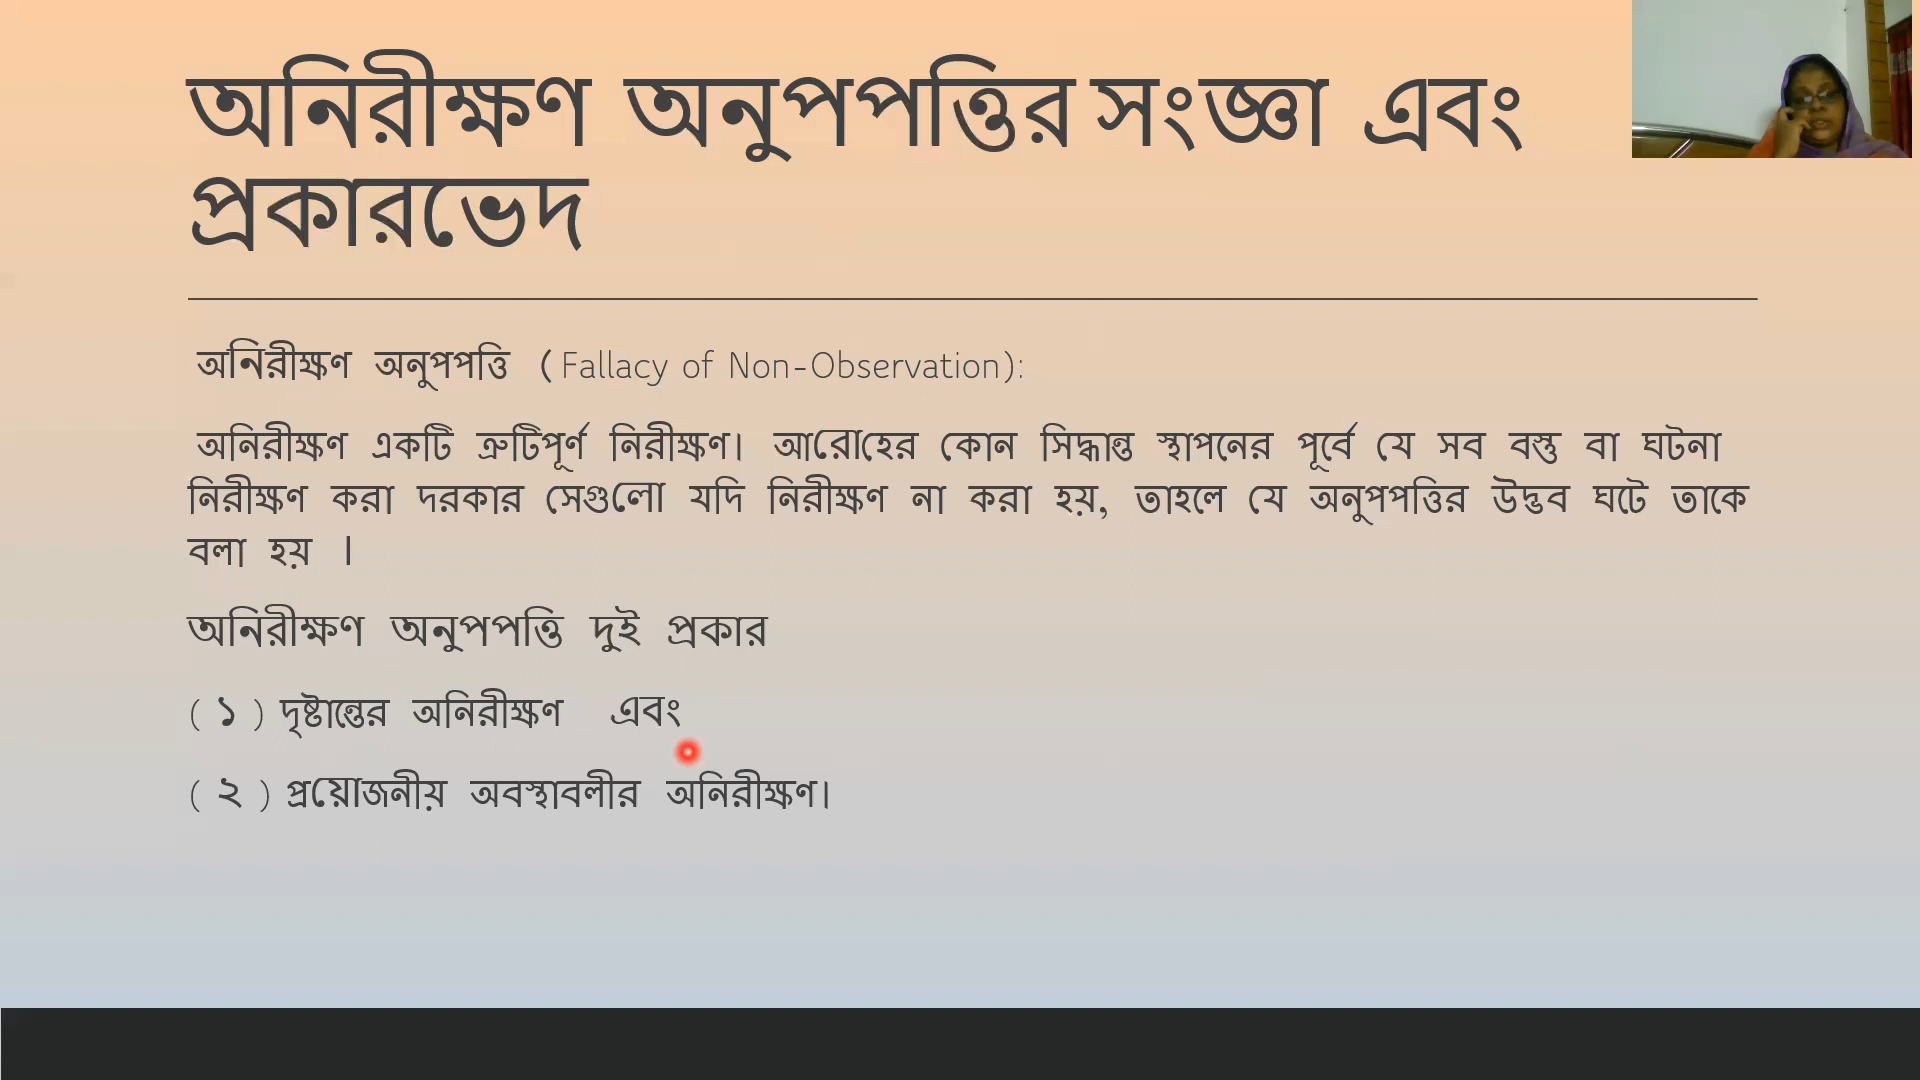 অনিরীক্ষণ অনুপপত্তির সংজ্ঞা এবং
প্রকারভেদ
অনিরীক্ষণ অনুপপত্তি ( Fallacy of Non-Observation):
অনিরীক্ষণ একটি ত্রুটিপূর্ণ নিরীক্ষণ। আরোহের কোন সিদ্ধান্ত স্থাপনের পূর্বে যে সব বস্তু বা ঘটনা
নিরীক্ষণ করা দরকার সেগুলো যদি নিরীক্ষণ না করা হয়, তাহলে যে অনুপপত্তির উদ্ভব ঘটে তাকে
বলা হয় ।
অনিরীক্ষণ অনুপপত্তি দুই প্রকার
( ১ ) দৃষ্টান্তের অনিরীক্ষণ এবং
( ২ ) প্রয়োজনীয় অবস্থাবলীর অনিরীক্ষণ।